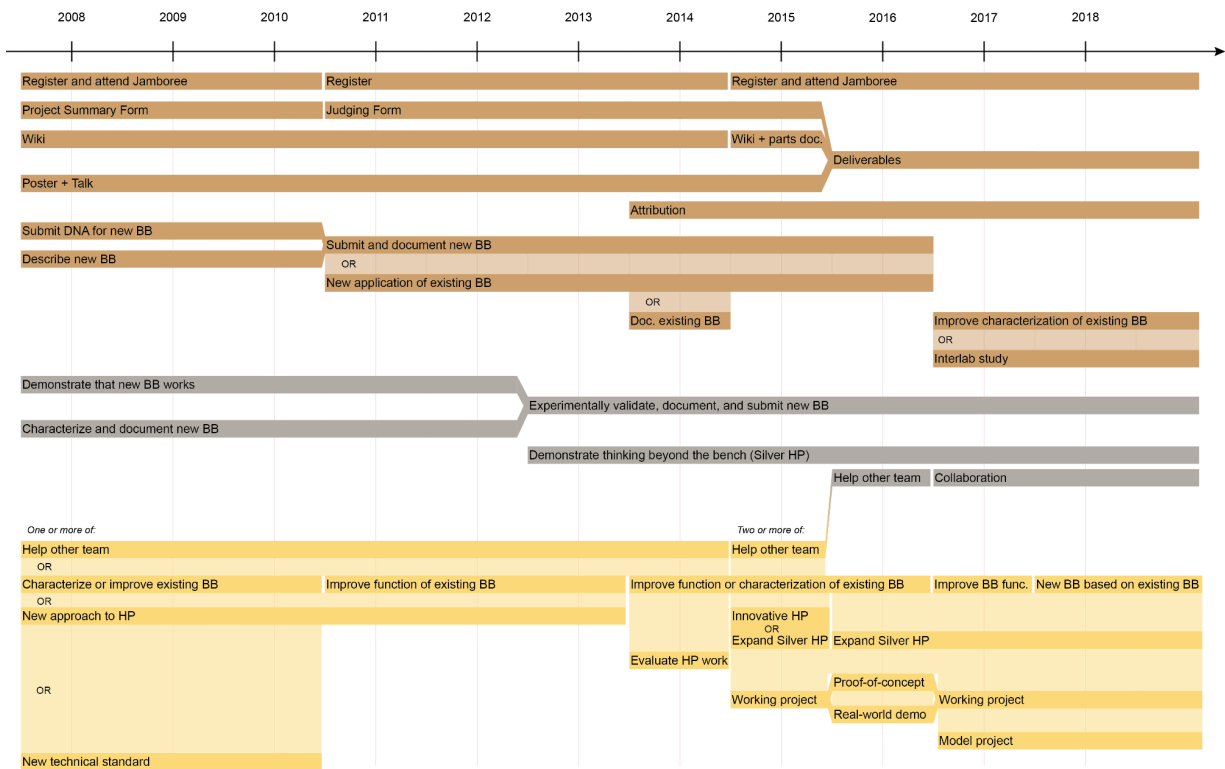 2008 2009 2010 2011 2012 2013 2014 2015 2016 2017 2018
Register and attend Jamboree Register Register and attend Jamboree
Project Summary Form Judging Form
Wiki Wiki + parts doc.
Deliverables
Poster + Talk
Attribution
Submit DNA for new BB
Submit and document new BB
Describe new BB
OR
New application of existing BB
OR
Doc. existing BB Improve characterization of existing BB
OR
Interlab study
Demonstrate that new BB works
Experimentally validate, document, and submit new BB
Characterize and document new BB
Demonstrate thinking beyond the bench (Silver HP)
Help other team Collaboration
One or more of: Two or more of:
Help other team Help other team
OR
Characterize or improve existing BB Improve function of existing BB Improve function or characterization of existing BB Improve BB func. New BB based on existing BB
OR
New approach to HP Innovative HP
OR
Expand Silver HP Expand Silver HP
Evaluate HP work
Proof-of-concept
OR
Working project Working project
Real-world demo
Model project
New technical standard